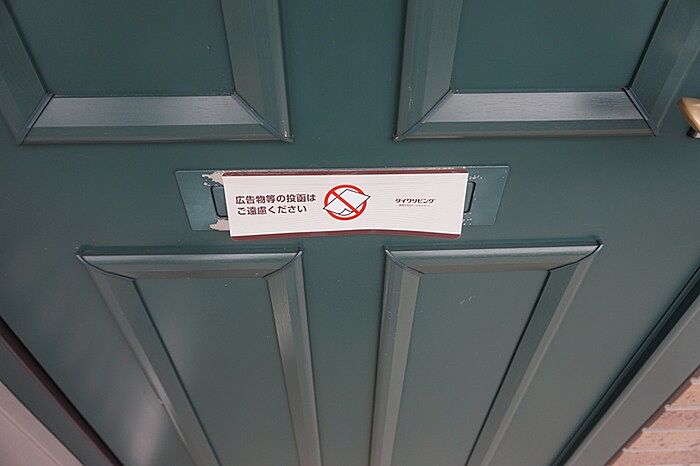 広告物等の投函は
ご遠慮ください
ダイワリビング